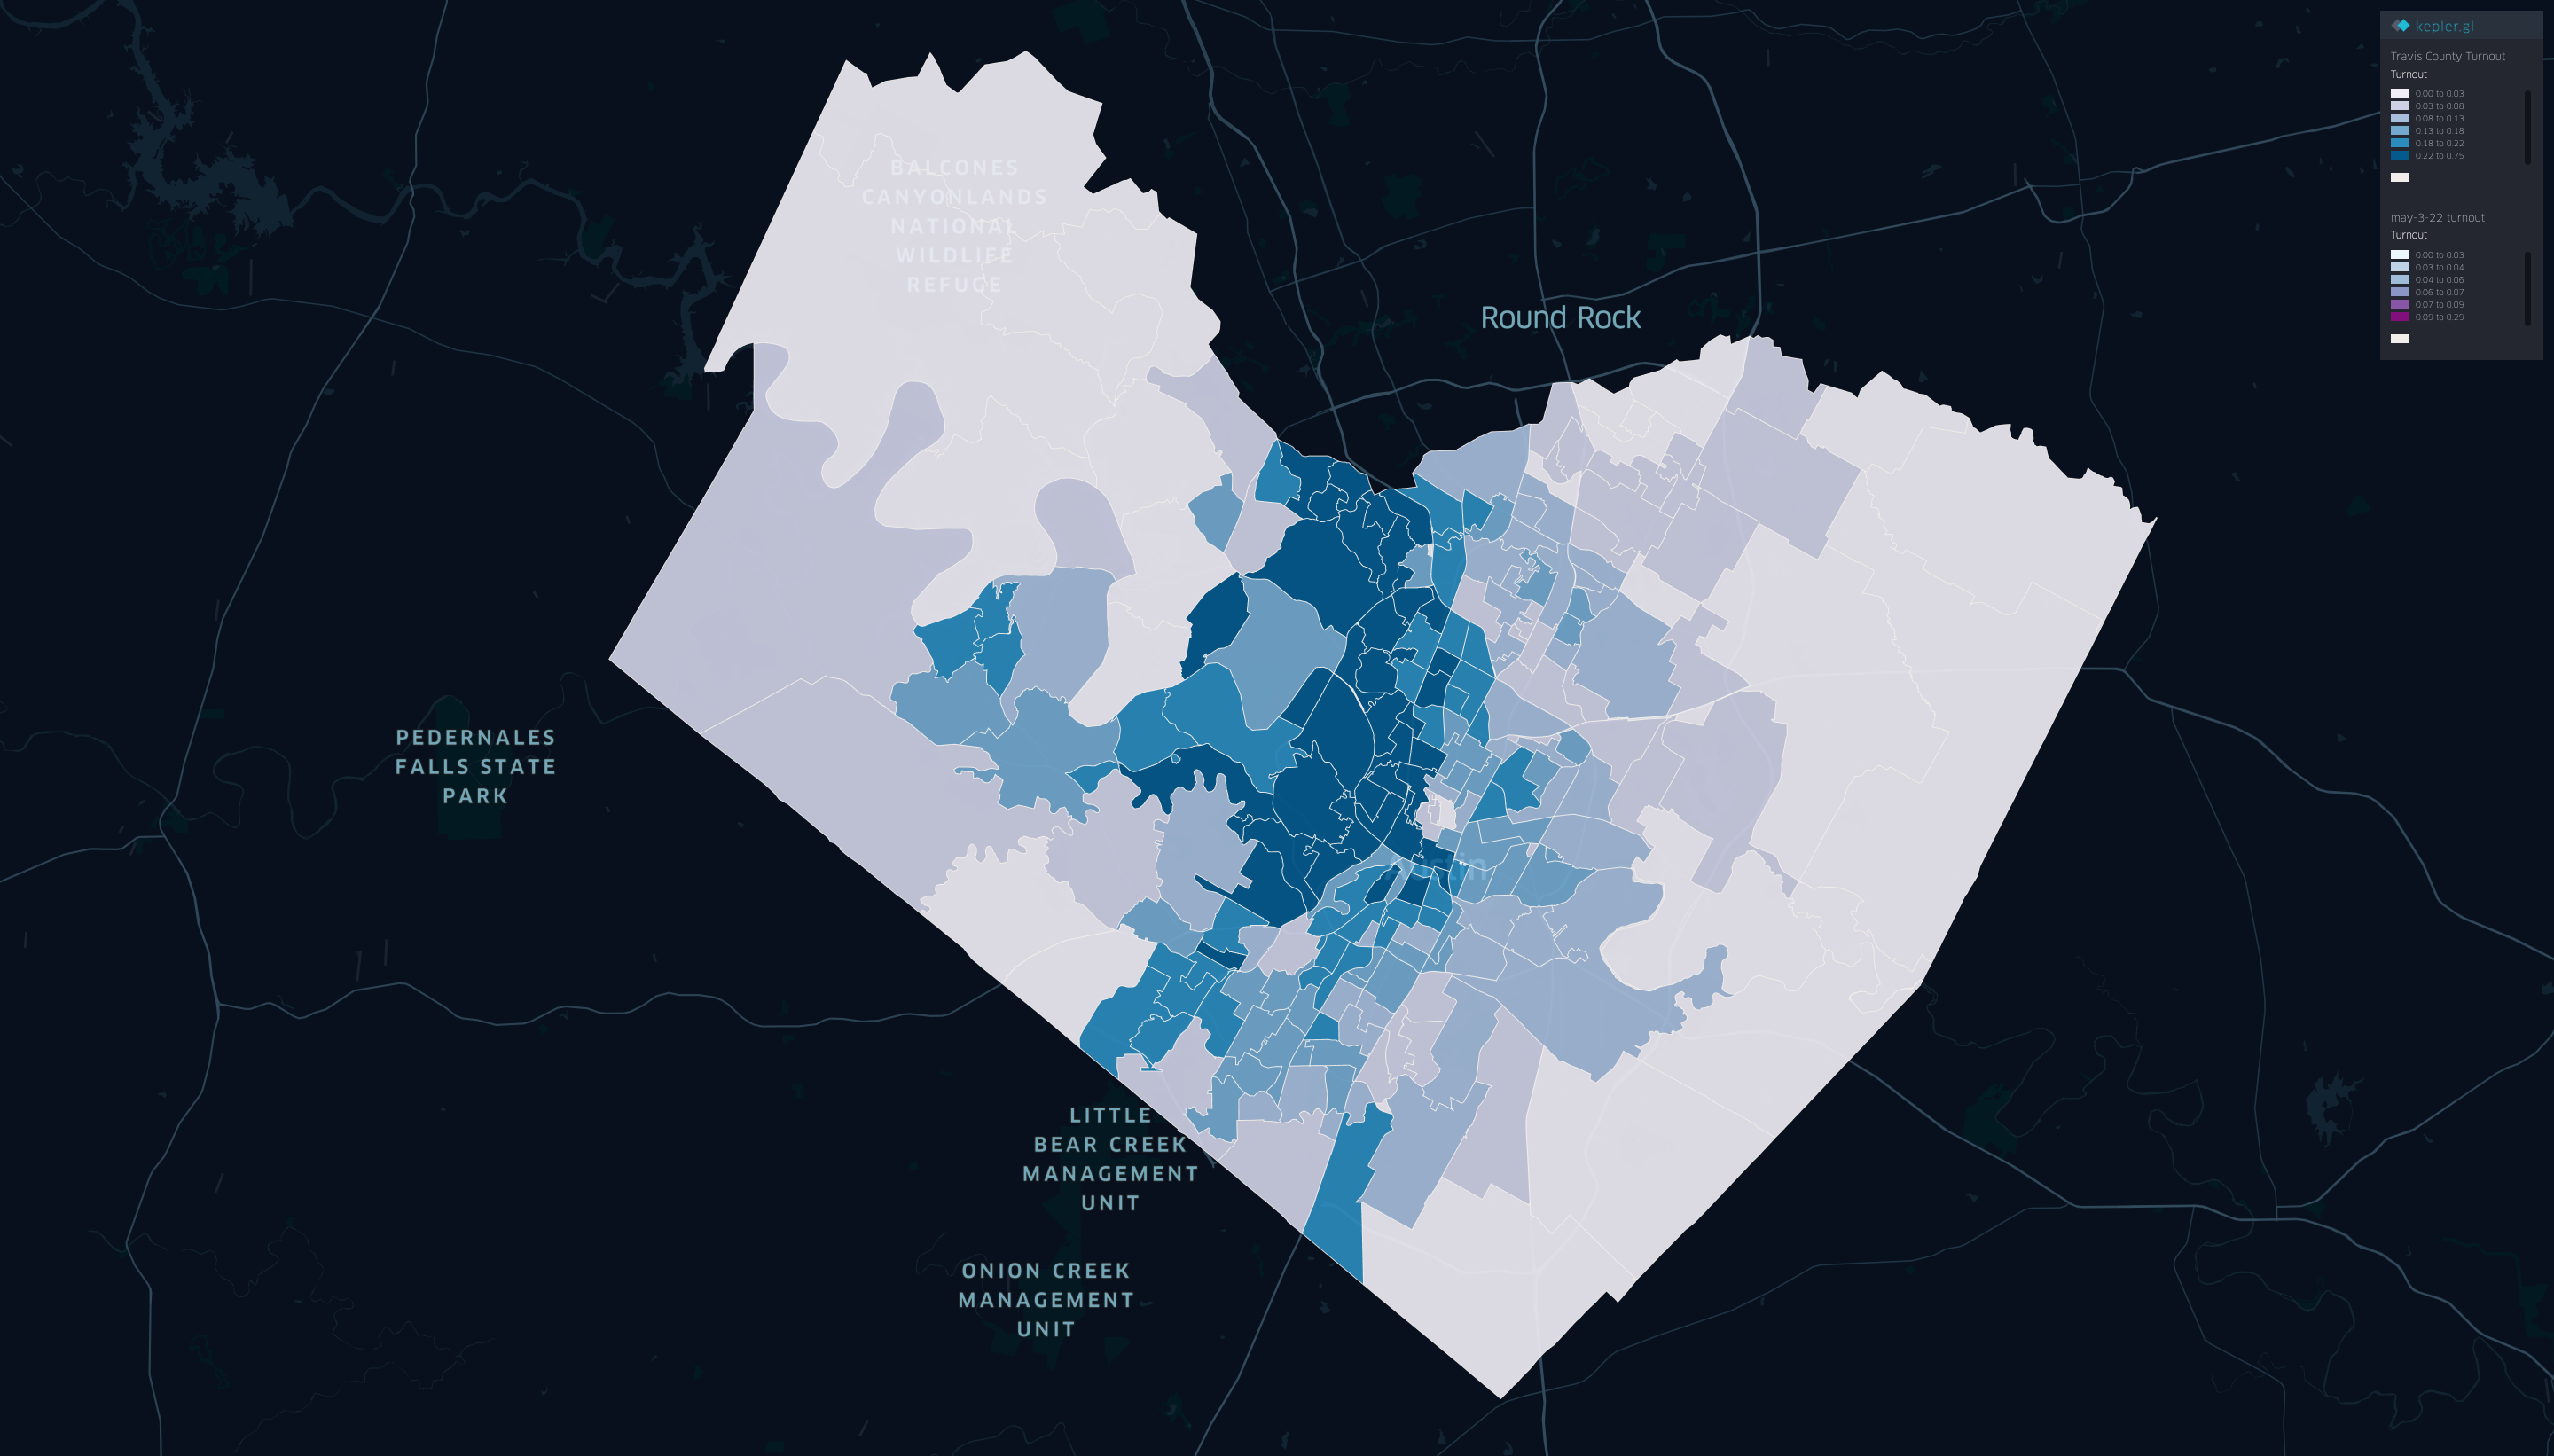 kepler.gl
Travis County Turnout
Turnout
0.00 to 0.03
0.03 to 0.08
0.08 to 0.13
0.13 to 0.18
0.18 to 0.22
0.22 to 0.75
may-3-22 turnout
Turnout
0.00 to 0.03
0.03 to 0.04
0.04 to 0.06
0.06 to 0.07
0.07 to 0.09
0.09 to 0.29
BALCONES
CANYONLANDS
NATIONAL
WILDLIFE
REFUGE
Round Rock
PEDERNALES
FALLS STATE
PARK
Austin
LITTLE
BEAR CREEK
MANAGEMENT
UNIT
ONION CREEK
MANAGEMENT
UNIT